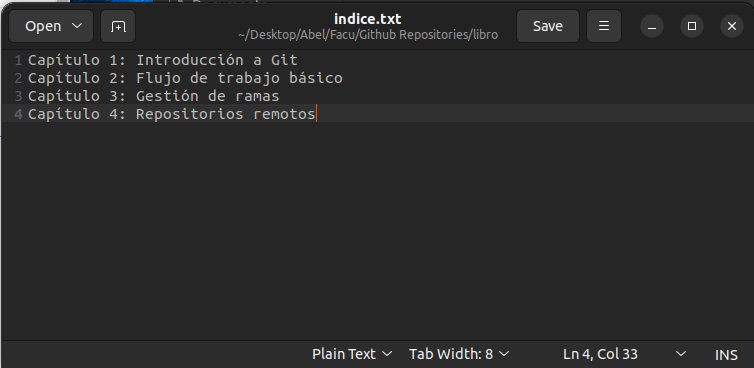 Open
indice.txt
~/Desktop/Abel/Facu/Github Repositories/libro
Save
1 Capítulo 1: Introducción a Git
2 Capítulo 2: Flujo de trabajo básico
3 Capítulo 3: Gestión de ramas
4 Capítulo 4: Repositorios remotos
Plain Text Tab Width: 8 Ln 4, Col 33 INS